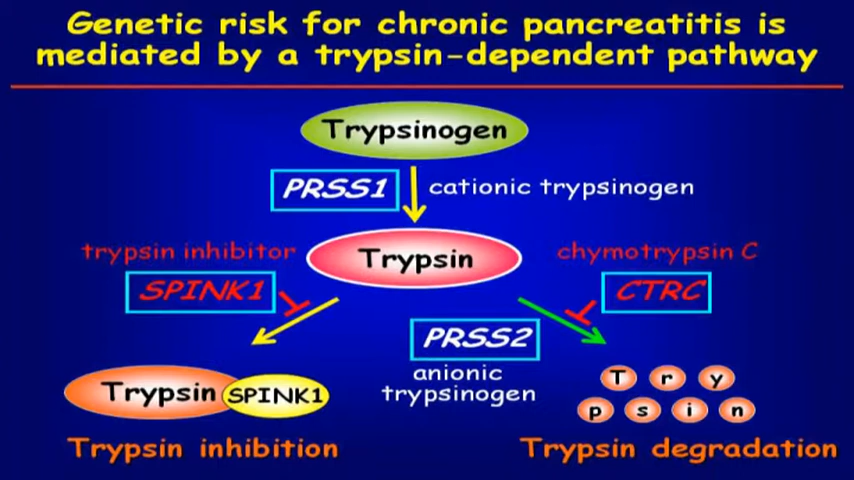 Genetic risk for chronic pancreatitis is
mediated by a trypsin-dependent pathway
Trypsinogen
PRSS1 cationic trypsinogen
trypsin inhibitor
Trypsin
chymotrypsin C
SPINK1
CTRC
PRSS2
anionic
trypsinogen
Trypsin SPINK1
T r y
p s i n
Trypsin inhibition
Trypsin degradation